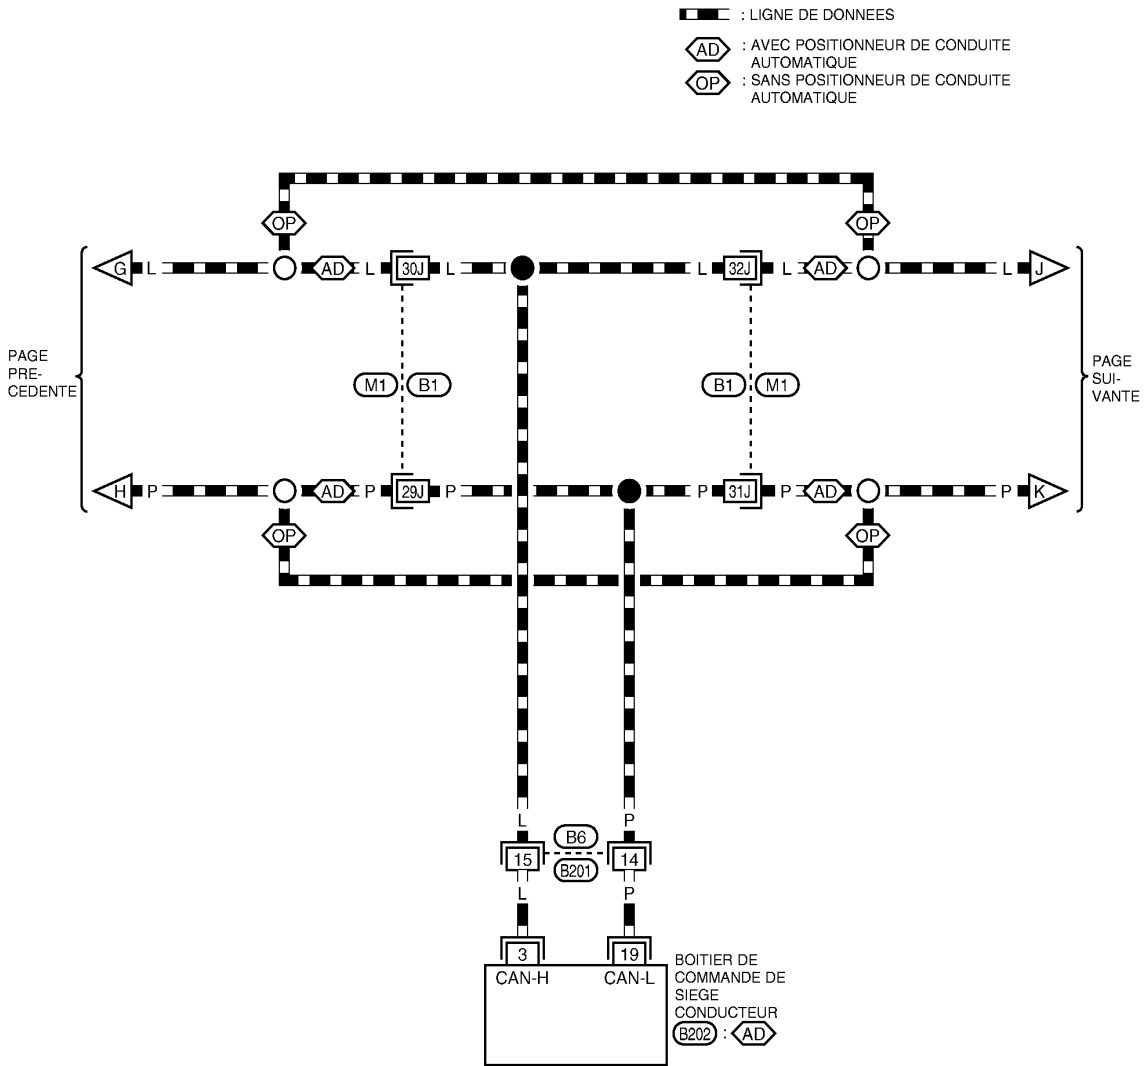 : LIGNE DE DONNEES
AD : AVEC POSITIONNEUR DE CONDUITE
AUTOMATIQUE
OP : SANS POSITIONNEUR DE CONDUITE
AUTOMATIQUE
OP OP
G L AD L 30J L L 32J L AD L J
PAGE
PRE-
CEDENTE
M1 B1 B1 M1
PAGE
SUI-
VANTE
H P AD P 29J P P 31J P AD P K
OP OP
L P
B6
15 14
B201
L P
3 19
CAN-H CAN-L
BOITIER DE
COMMANDE DE
SIEGE
CONDUCTEUR
B202 : AD